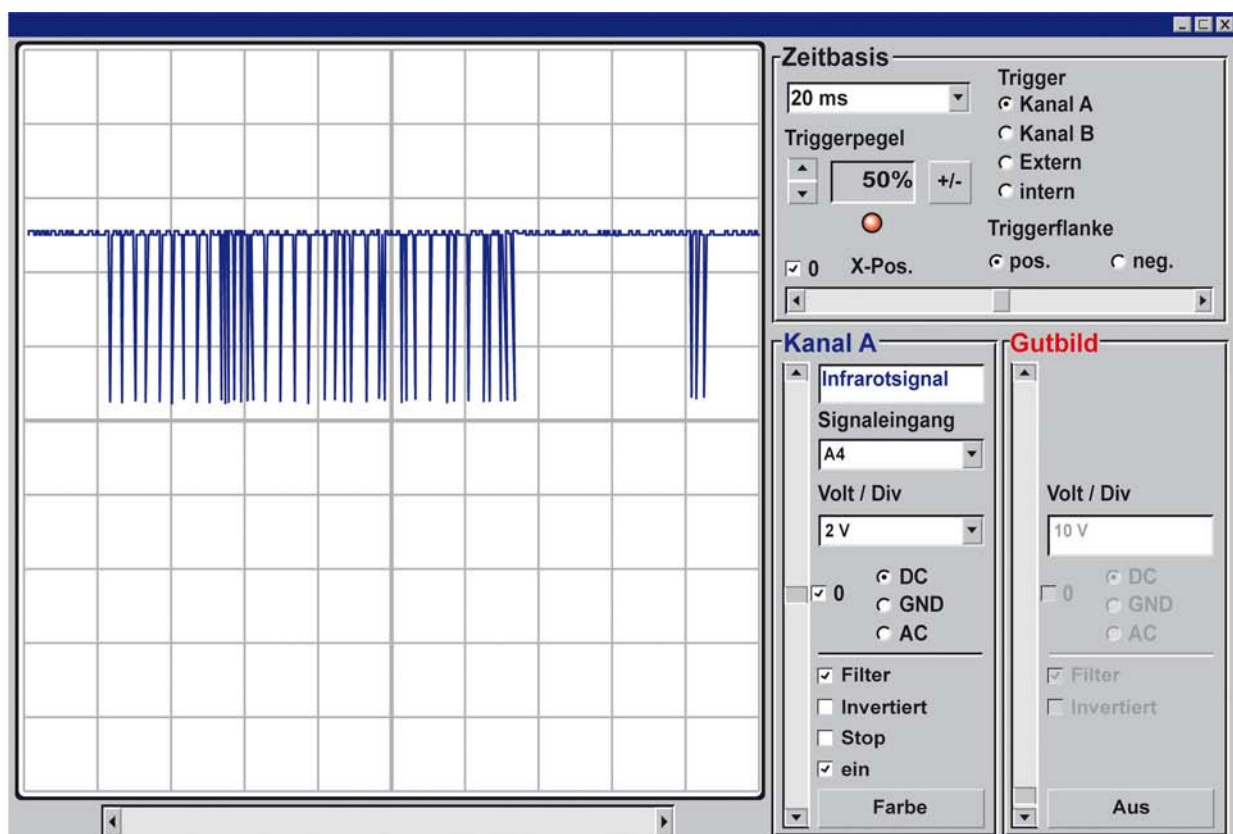 Zeitbasis
20 ms
Trigger
Kanal A
Kanal B
Extern
intern
Triggerpegel
50%
+/-
Triggerflanke
pos.
neg.
0
X-Pos.
Kanal A
Infrarotsignal
Signaleingang
A4
Volt / Div
2 V
0
DC
GND
AC
Filter
Invertiert
Stop
ein
Farbe
Gutbild
Volt / Div
10 V
0
DC
GND
AC
Filter
Invertiert
Aus